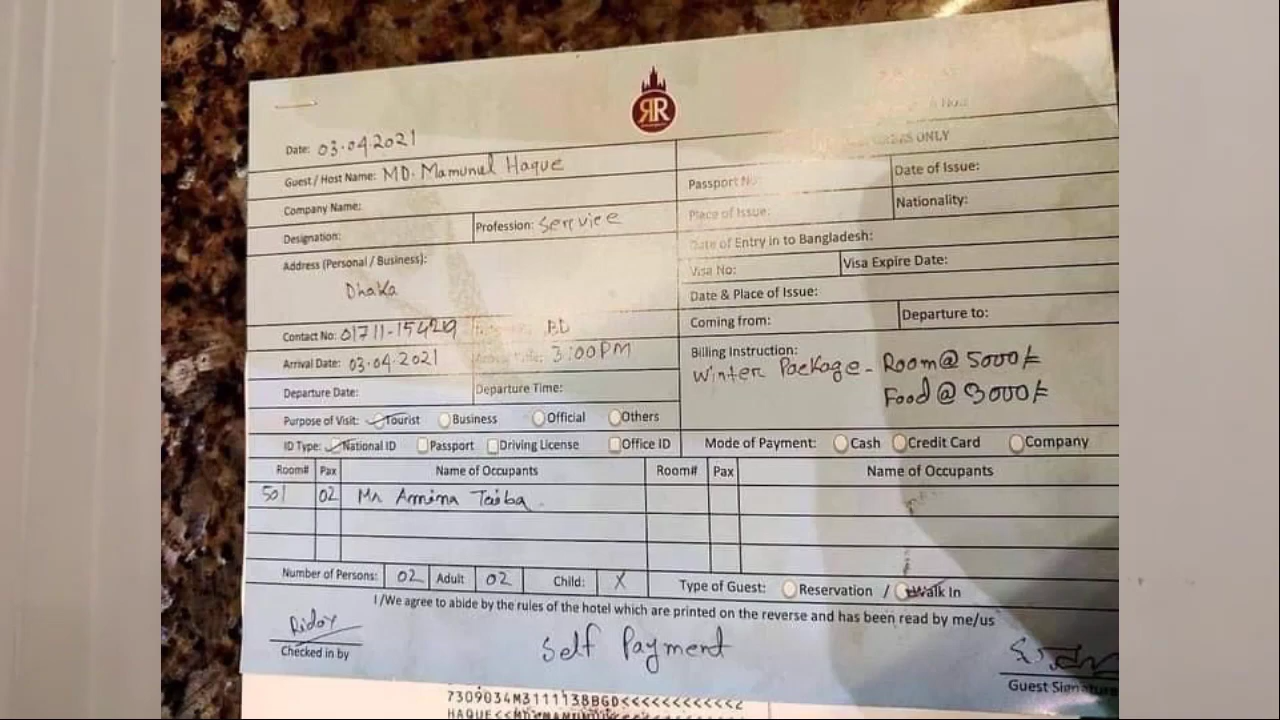 RR
Date: 03.04.2021
ONLY
Guest / Host Name: MD. Mamunul Haque
Company Name:
Designation: Profession: Serevice
Address (Personal / Business):
Dhaka
Contact No: 01711-154219 BD
Arrival Date: 03.04.2021 3:00PM
Departure Date: Departure Time:
Purpose of Visit: Tourist Business Official Others
ID Type: National ID Passport Driving License Office ID
Passport No: Date of Issue:
Place of Issue: Nationality:
Date of Entry in to Bangladesh:
Visa No: Visa Expire Date:
Date & Place of Issue:
Coming from: Departure to:
Billing Instruction:
Winter Package - Room @ 5000/=
Food @ 3000/=
Mode of Payment: Cash Credit Card Company
Room# Pax Name of Occupants Room# Pax Name of Occupants
501 02 Mr Amina Taiba
Number of Persons: 02 Adult 02 Child: X Type of Guest: Reservation / Walk In
I/We agree to abide by the rules of the hotel which are printed on the reverse and has been read by me/us
Ridoy
Checked in by
Self Payment
Guest Signature
7309034M3111138BGD<<<<<<<<<<<2